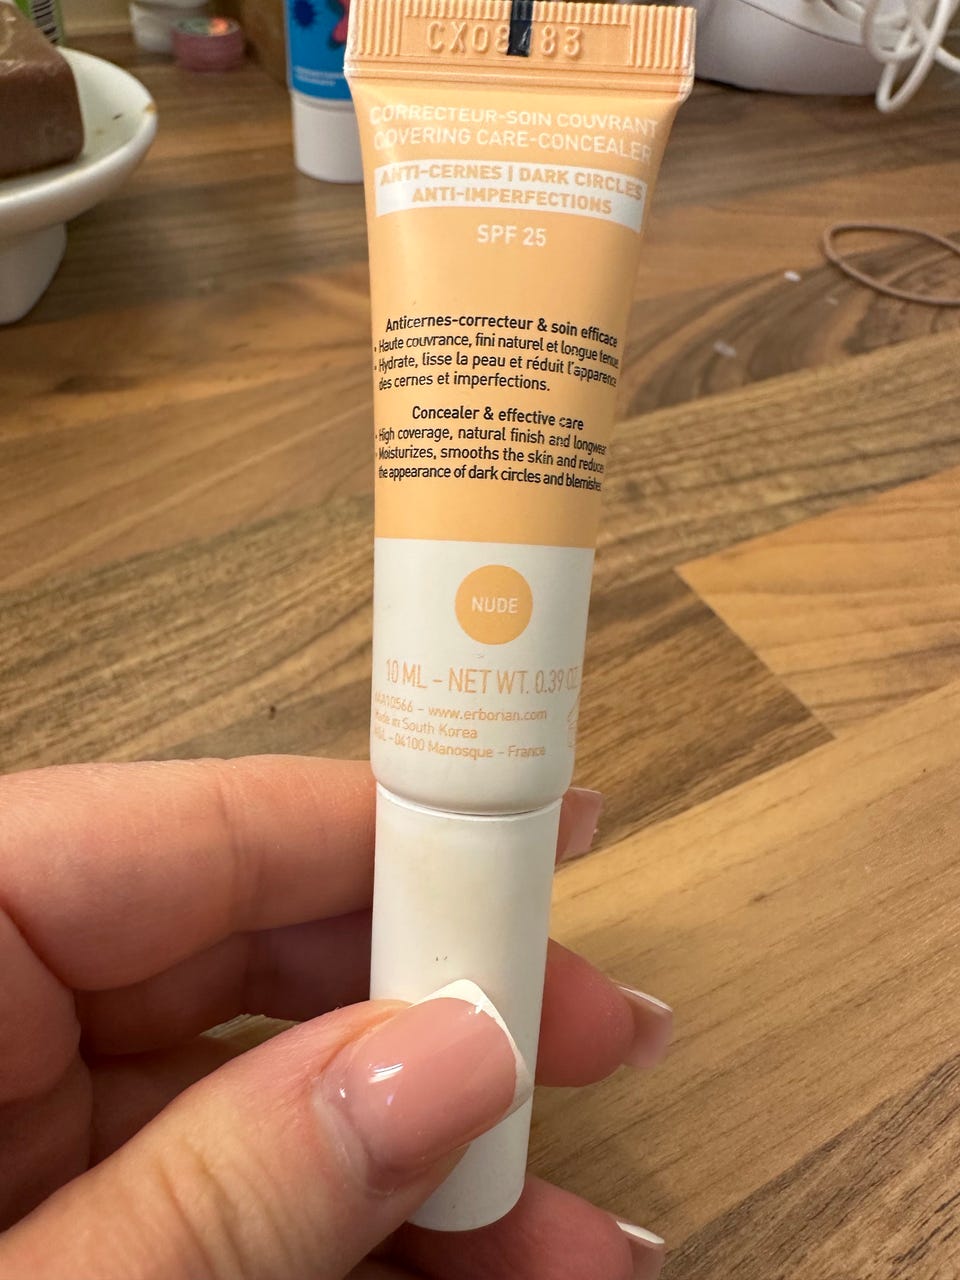 CORRECTEUR-SOIN COUVRANT
COVERING CARE-CONCEALER
ANTI-CERNES | DARK CIRCLES
ANTI-IMPERFECTIONS
SPF 25
Anticernes-correcteur & soin efficace
• Haute couvrance, fini naturel et longue tenue
• Hydrate, lisse la peau et réduit l'apparence
des cernes et imperfections.
Concealer & effective care
• High coverage, natural finish and longwear
• Moisturizes, smooths the skin and reduces
the appearance of dark circles and blemishes
NUDE
10 ML - NET WT. 0.39 OZ
– www.erborian.com
Made in South Korea
– 04100 Manosque - France